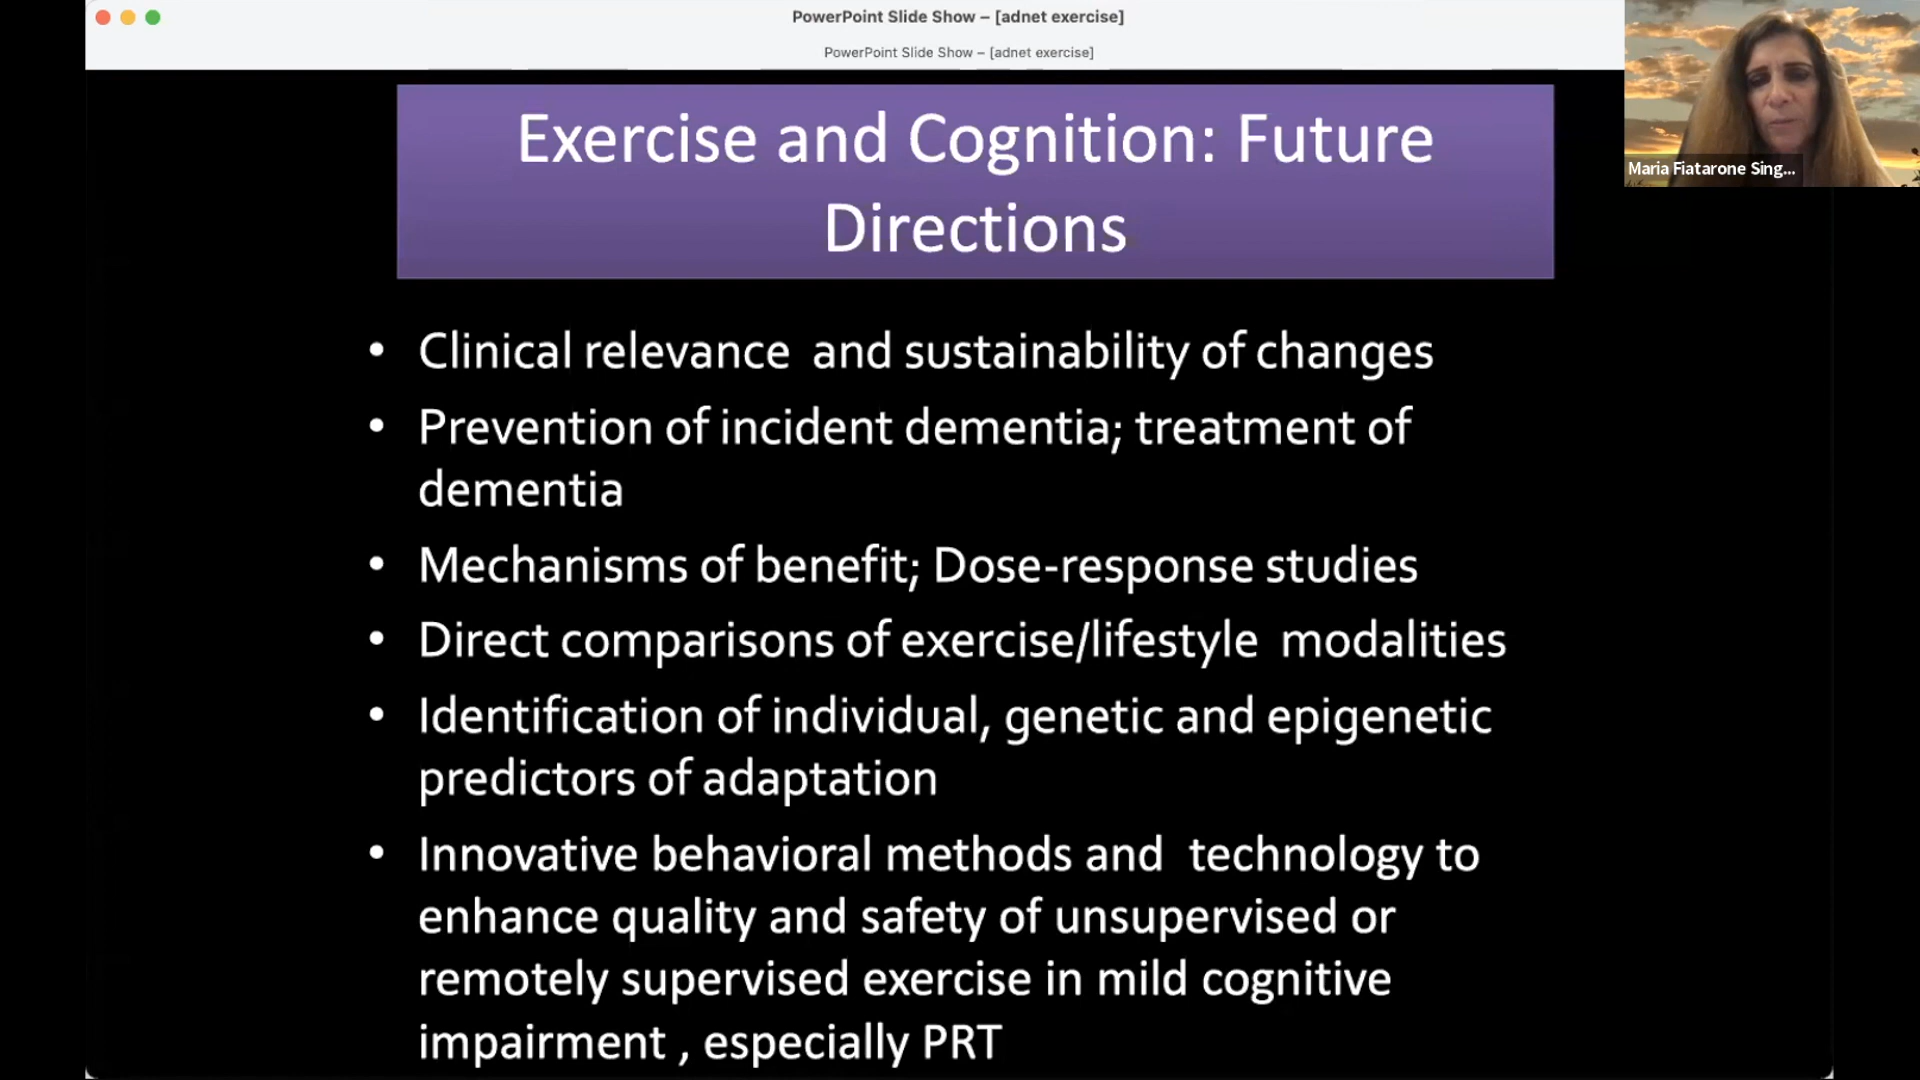 PowerPoint Slide Show – [adnet exercise]
PowerPoint Slide Show – [adnet exercise]
Maria Fiatarone Sing...
Exercise and Cognition: Future
Directions
• Clinical relevance and sustainability of changes
• Prevention of incident dementia; treatment of
dementia
• Mechanisms of benefit; Dose-response studies
• Direct comparisons of exercise/lifestyle modalities
• Identification of individual, genetic and epigenetic
predictors of adaptation
• Innovative behavioral methods and technology to
enhance quality and safety of unsupervised or
remotely supervised exercise in mild cognitive
impairment , especially PRT